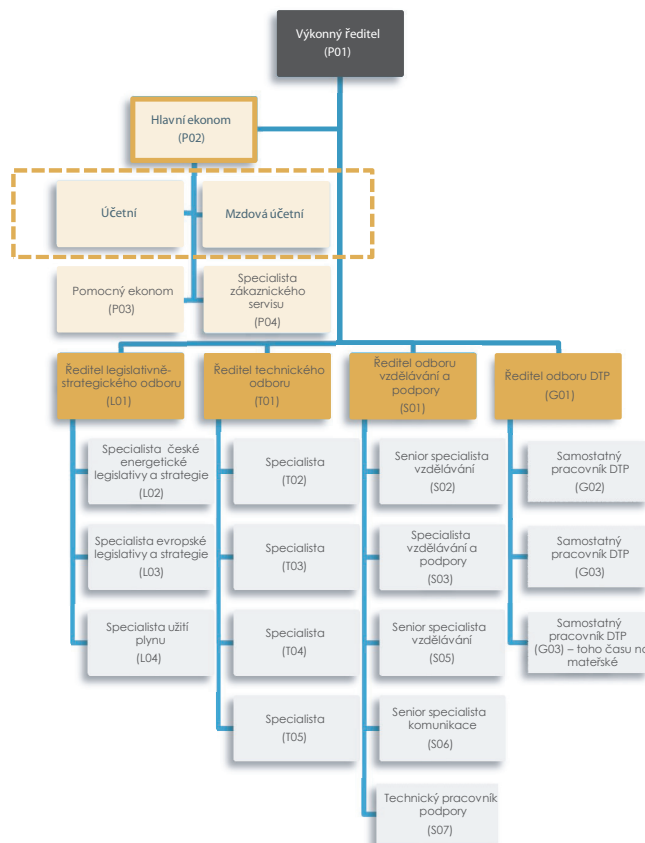 Výkonný ředitel
(P01)
Hlavní ekonom
(P02)
Účetní
Mzdová účetní
Pomocný ekonom
(P03)
Specialista
zákaznického
servisu
(P04)
Ředitel legislativně-
strategického odboru
(L01)
Ředitel technického
odboru
(T01)
Ředitel odboru
vzdělávání a
podpory
(S01)
Ředitel odboru DTP
(G01)
Specialista české
energetické
legislativy a strategie
(L02)
Specialista
(T02)
Senior specialista
vzdělávání
(S02)
Samostatný
pracovník DTP
(G02)
Specialista evropské
legislativy a strategie
(L03)
Specialista
(T03)
Specialista
vzdělávání a
podpory
(S03)
Samostatný
pracovník DTP
(G03)
Specialista užití
plynu
(L04)
Specialista
(T04)
Senior specialista
vzdělávání
(S05)
Samostatný
pracovník DTP
(G03) – toho času na
mateřské
Specialista
(T05)
Senior specialista
komunikace
(S06)
Technický pracovník
podpory
(S07)